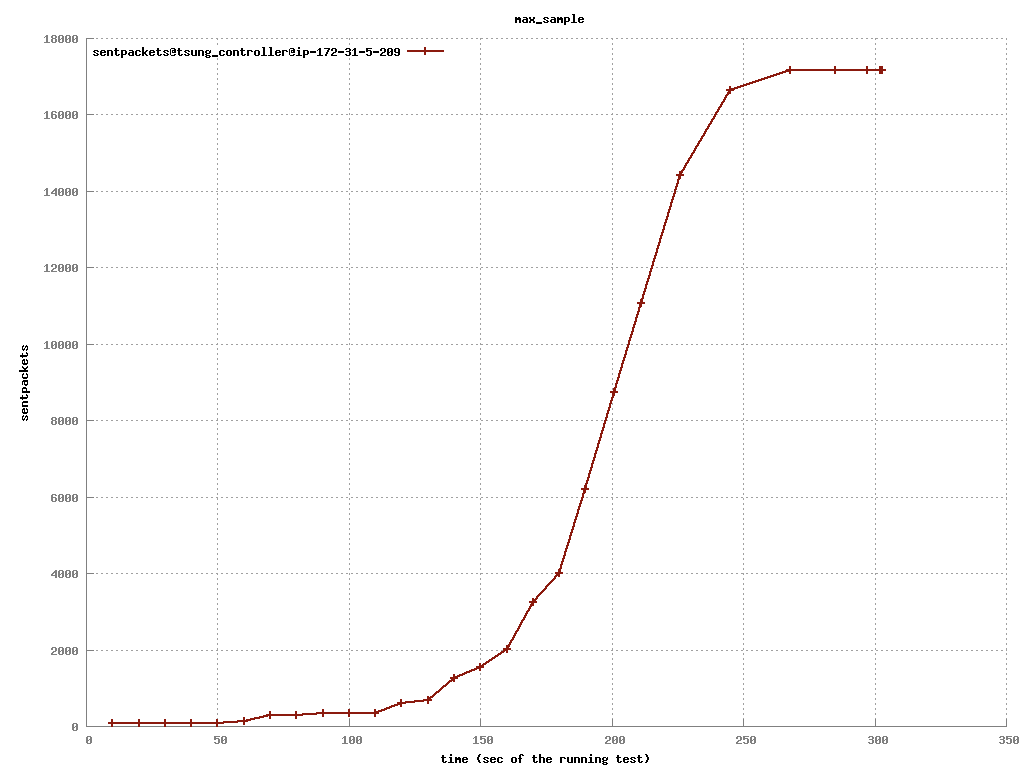 max_sample
18000
sentpackets@tsung_controller@ip-172-31-5-209
16000
14000
12000
10000
sentpackets
8000
6000
4000
2000
0
0 50 100 150 200 250 300 350
time (sec of the running test)